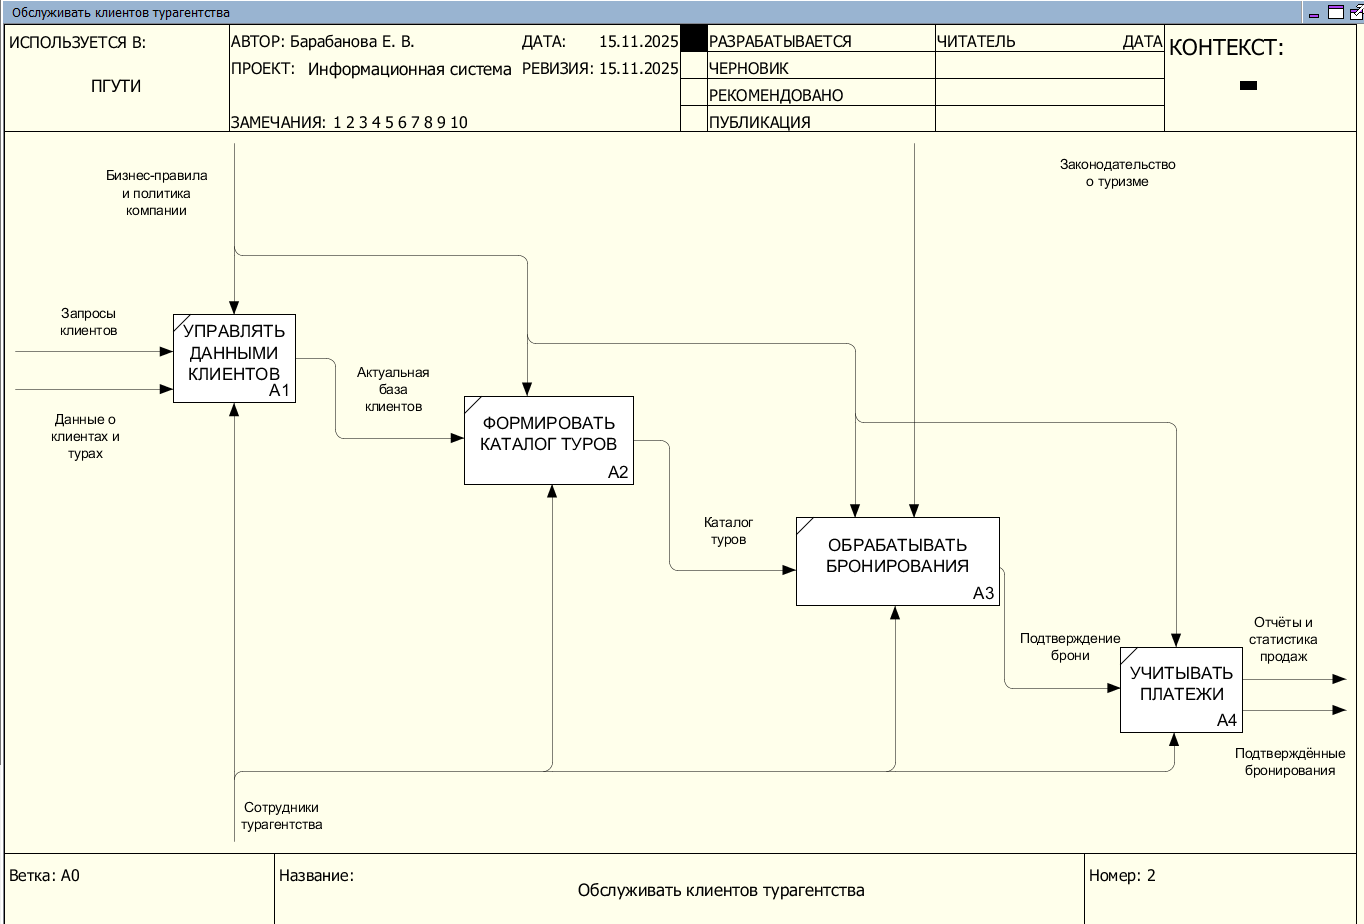 Обслуживать клиентов турагентства
ИСПОЛЬЗУЕТСЯ В:
ПГУТИ
АВТОР: Барабанова Е. В.
ДАТА: 15.11.2025
ПРОЕКТ: Информационная система
РЕВИЗИЯ: 15.11.2025
ЗАМЕЧАНИЯ: 1 2 3 4 5 6 7 8 9 10
РАЗРАБАТЫВАЕТСЯ
ЧЕРНОВИК
РЕКОМЕНДОВАНО
ПУБЛИКАЦИЯ
ЧИТАТЕЛЬ
ДАТА
КОНТЕКСТ:
Бизнес-правила
и политика
компании
Законодательство
о туризме
Запросы
клиентов
Данные о
клиентах и
турах
УПРАВЛЯТЬ
ДАННЫМИ
КЛИЕНТОВ
A1
Актуальная
база
клиентов
ФОРМИРОВАТЬ
КАТАЛОГ ТУРОВ
A2
Каталог
туров
ОБРАБАТЫВАТЬ
БРОНИРОВАНИЯ
A3
Подтверждение
брони
УЧИТЫВАТЬ
ПЛАТЕЖИ
A4
Отчёты и
статистика
продаж
Подтверждённые
бронирования
Сотрудники
турагентства
Ветка: A0
Название:
Обслуживать клиентов турагентства
Номер: 2